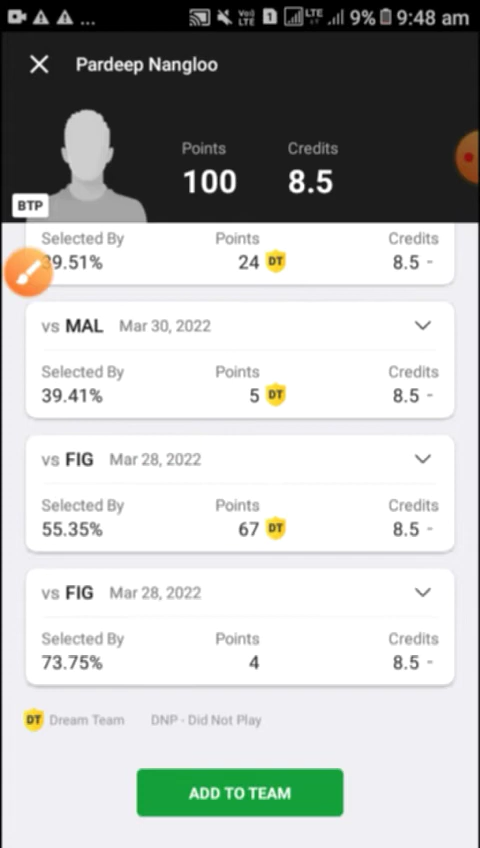 ... VoLTE LTE 1 LTE 9% 9:48 am
Pardeep Nangloo
Points Credits
100 8.5
BTP
Selected By Points Credits
39.51% 24 DT 8.5 -
vs MAL Mar 30, 2022
Selected By Points Credits
39.41% 5 DT 8.5 -
vs FIG Mar 28, 2022
Selected By Points Credits
55.35% 67 DT 8.5 -
vs FIG Mar 28, 2022
Selected By Points Credits
73.75% 4 8.5 -
DT Dream Team DNP - Did Not Play
ADD TO TEAM